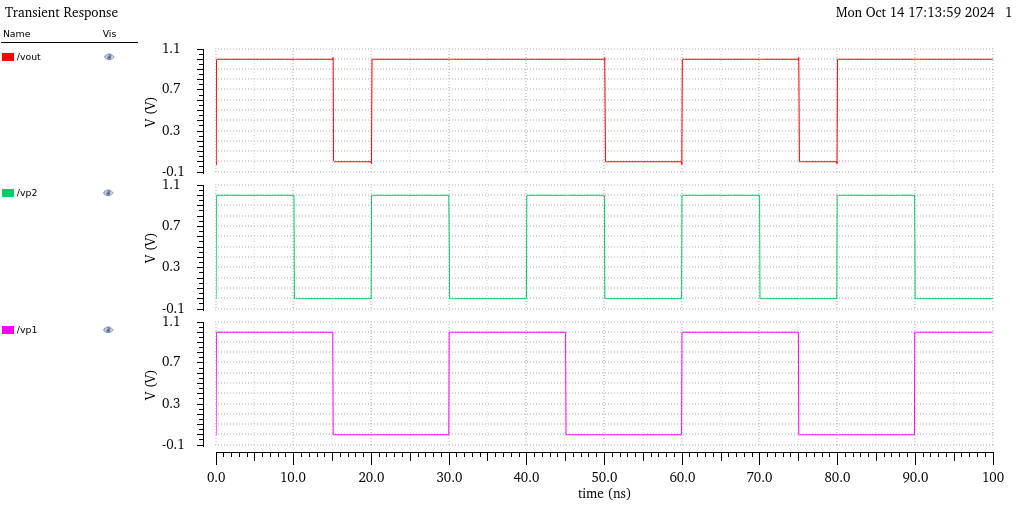 Transient Response
Mon Oct 14 17:13:59 2024 1
Name Vis
/vout
1.1
0.7
0.3
-0.1
V (V)
/vp2
1.1
0.7
0.3
-0.1
V (V)
/vp1
1.1
0.7
0.3
-0.1
V (V)
0.0 10.0 20.0 30.0 40.0 50.0 60.0 70.0 80.0 90.0 100
time (ns)